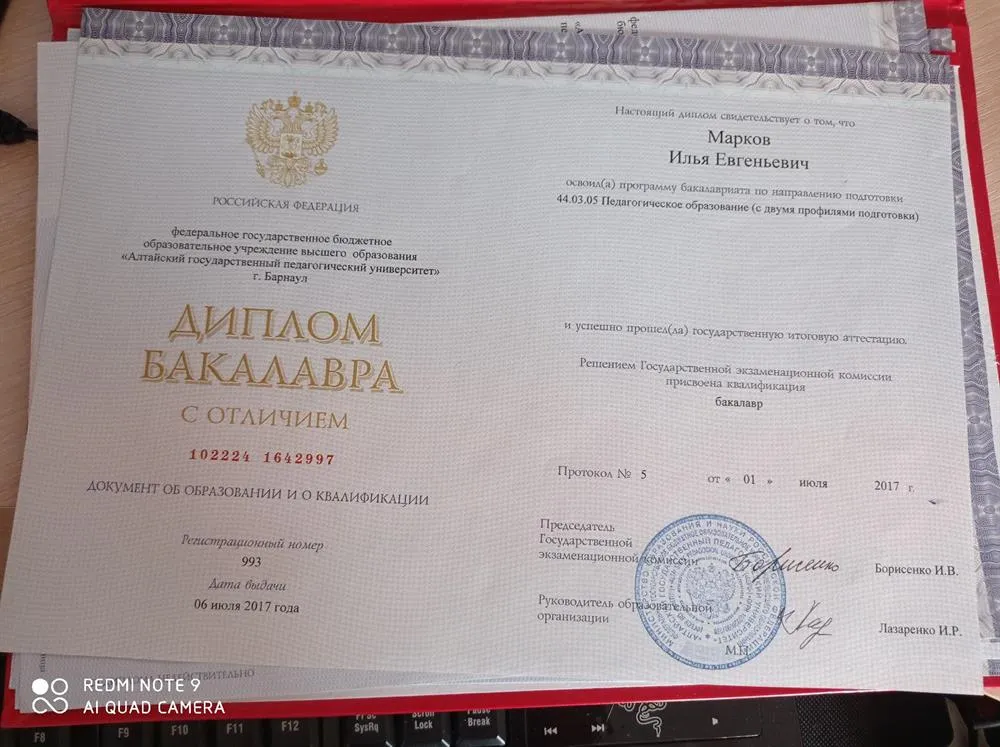 РОССИЙСКАЯ ФЕДЕРАЦИЯ
федеральное государственное бюджетное
образовательное учреждение высшего образования
«Алтайский государственный педагогический университет»
г. Барнаул
ДИПЛОМ
БАКАЛАВРА
С ОТЛИЧИЕМ
102224 1642997
ДОКУМЕНТ ОБ ОБРАЗОВАНИИ И О КВАЛИФИКАЦИИ
Регистрационный номер
993
Дата выдачи
06 июля 2017 года
Настоящий диплом свидетельствует о том, что
Марков
Илья Евгеньевич
освоил(а) программу бакалавриата по направлению подготовки
44.03.05 Педагогическое образование (с двумя профилями подготовки)
и успешно прошел(ла) государственную итоговую аттестацию.
Решением Государственной экзаменационной комиссии
присвоена квалификация
бакалавр
Протокол № 5 от « 01 » июля 2017 г.
Председатель
Государственной
экзаменационной комиссии
Борисенко И.В.
Руководитель образовательной
организации
Лазаренко И.Р.
М.П.
REDMI NOTE 9
AI QUAD CAMERA
F8
F9
F10
F11
F12
SysRq
Scroll
Lock
Pause
Break